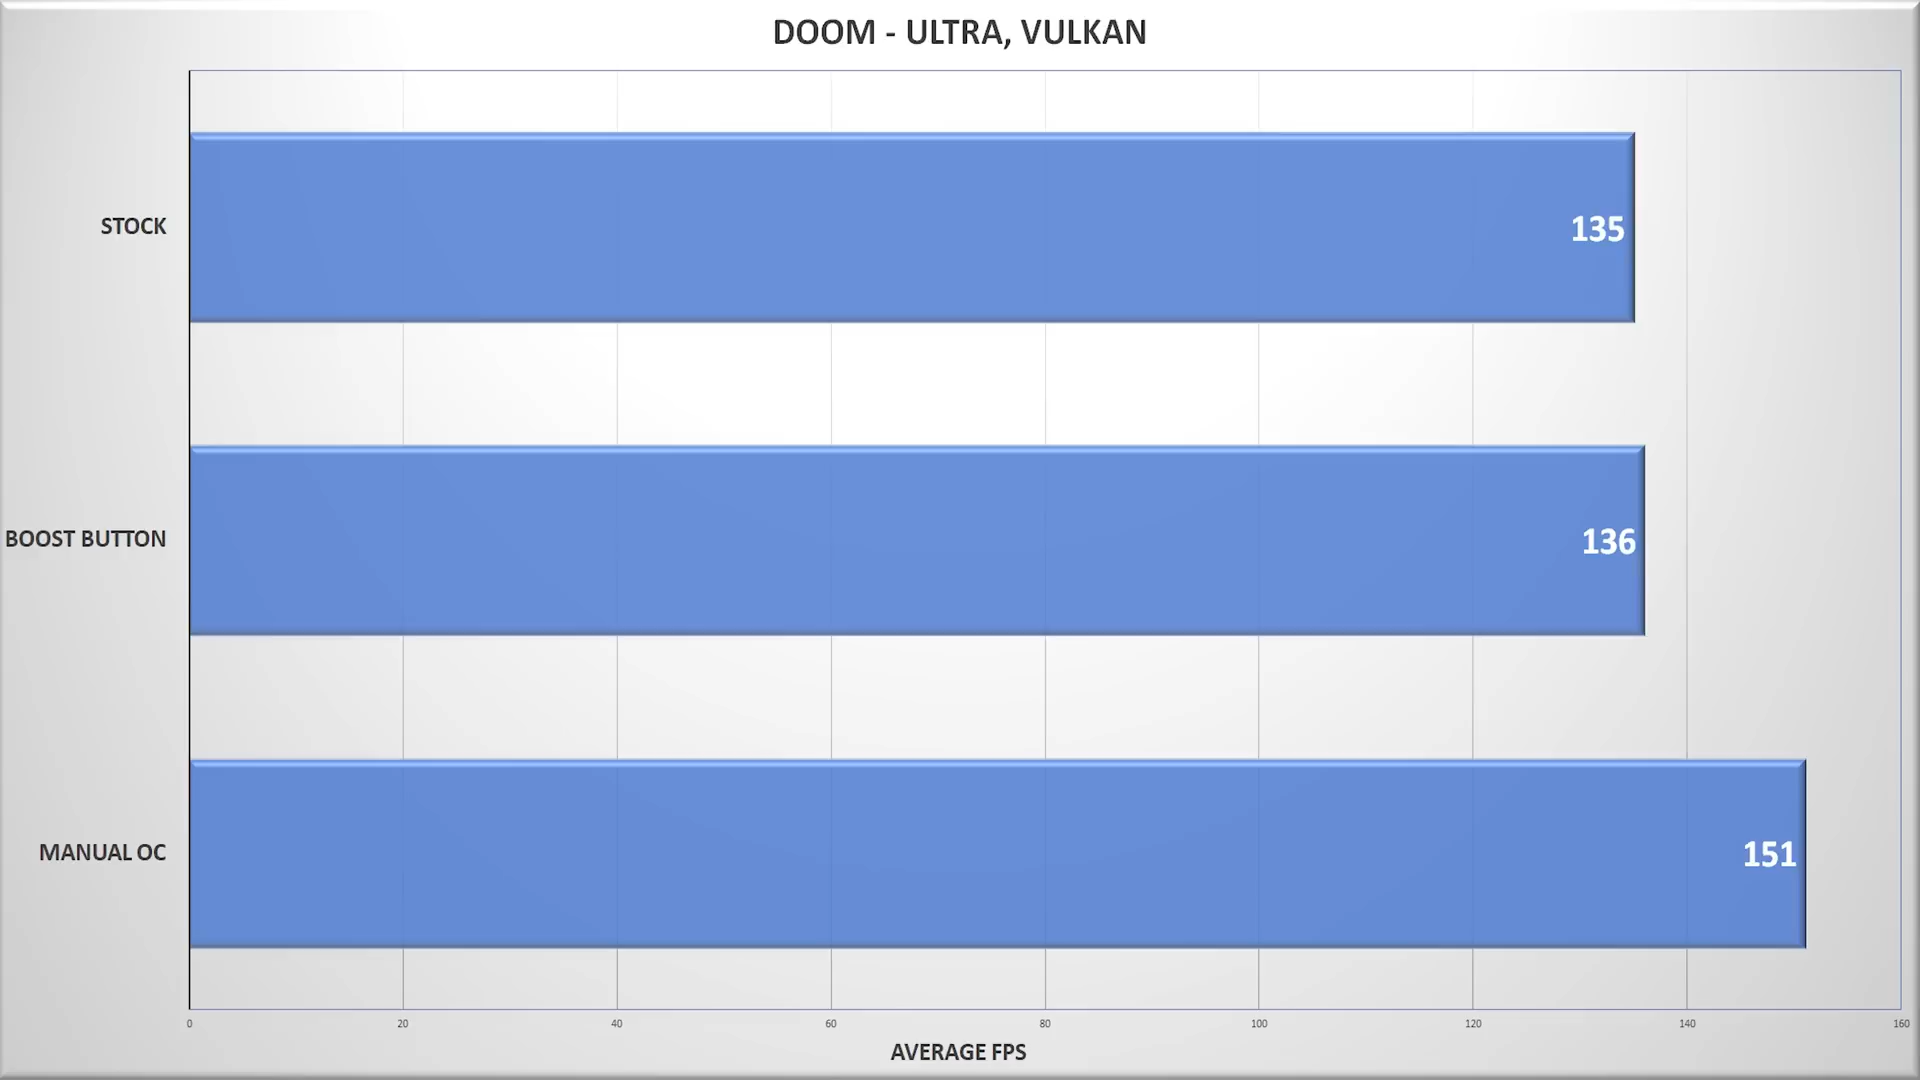 DOOM - ULTRA, VULKAN
STOCK
135
BOOST BUTTON
136
MANUAL OC
151
0 20 40 60 80 100 120 140 160
AVERAGE FPS